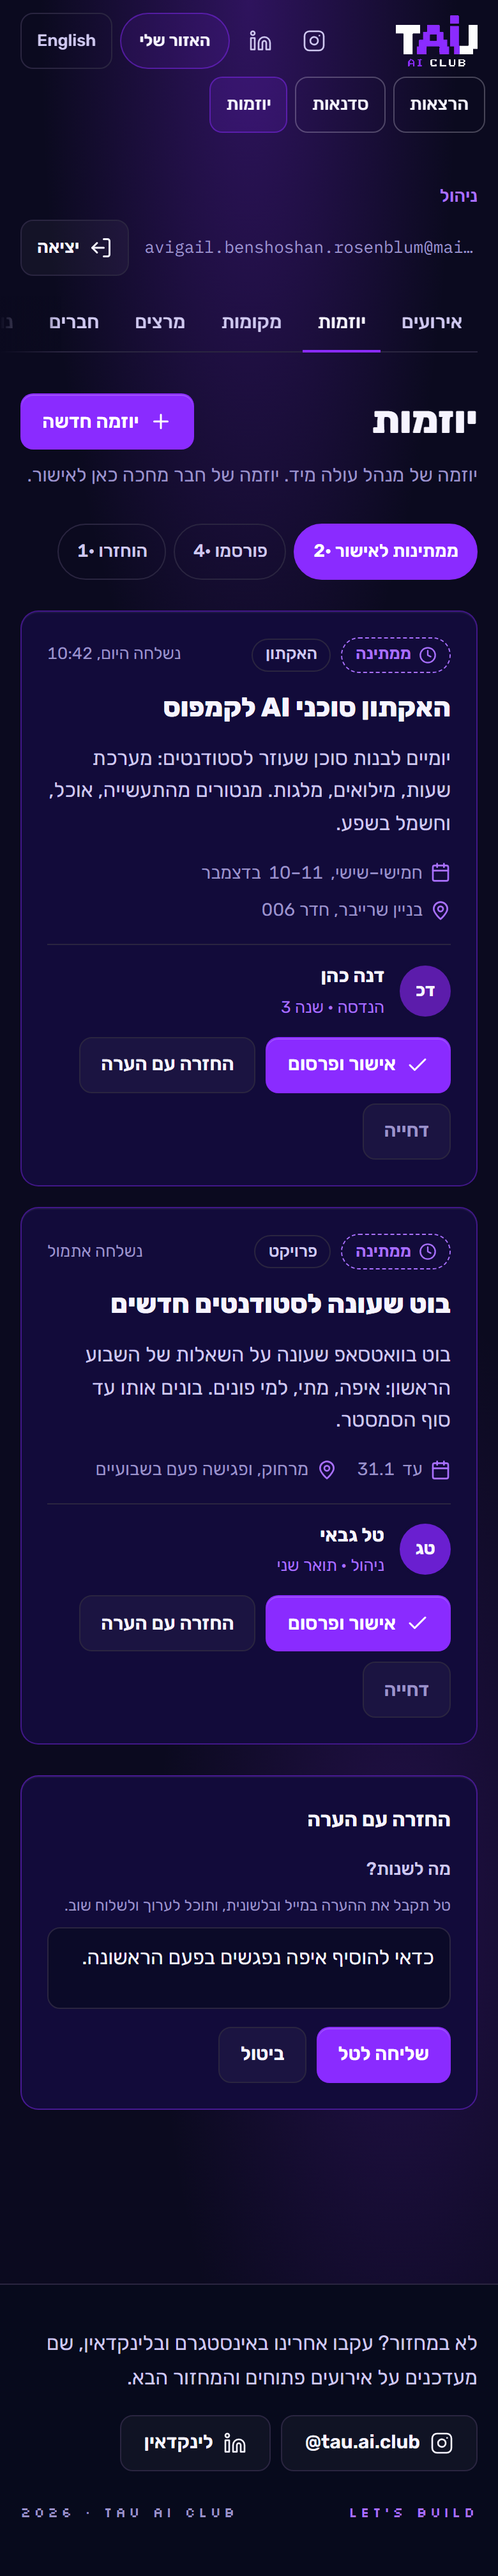 TAU
AI CLUB
האזור שלי
English
הרצאות
סדנאות
יוזמות
ניהול
avigail.benshoshan.rosenblum@mai…
יציאה
אירועים
יוזמות
מקומות
מרצים
חברים
יוזמות
יוזמה חדשה
יוזמה של מנהל עולה מיד. יוזמה של חבר מחכה כאן לאישור.
ממתינות לאישור •2
פורסמו •4
הוחזרו •1
ממתינה
האקתון
נשלחה היום, 10:42
האקתון סוכני AI לקמפוס
יומיים לבנות סוכן שעוזר לסטודנטים: מערכת
שעות, מילואים, מלגות. מנטורים מהתעשייה, אוכל,
וחשמל בשפע.
חמישי-שישי, 10–11 בדצמבר
בניין שרייבר, חדר 006
דכ
דנה כהן
הנדסה • שנה 3
אישור ופרסום
החזרה עם הערה
דחייה
ממתינה
פרויקט
נשלחה אתמול
בוט שעונה לסטודנטים חדשים
בוט בוואטסאפ שעונה על השאלות של השבוע
הראשון: איפה, מתי, למי פונים. בונים אותו עד
סוף הסמסטר.
עד 31.1
מרחוק, ופגישה פעם בשבועיים
טג
טל גבאי
ניהול • תואר שני
אישור ופרסום
החזרה עם הערה
דחייה
החזרה עם הערה
מה לשנות?
טל תקבל את ההערה במייל ובלשונית, ותוכל לערוך ולשלוח שוב.
כדאי להוסיף איפה נפגשים בפעם הראשונה.
שליחה לטל
ביטול
לא במחזור? עקבו אחרינו באינסטגרם ובלינקדאין, שם
מעדכנים על אירועים פתוחים והמחזור הבא.
@tau.ai.club
לינקדאין
LET'S BUILD
2026 · TAU AI CLUB